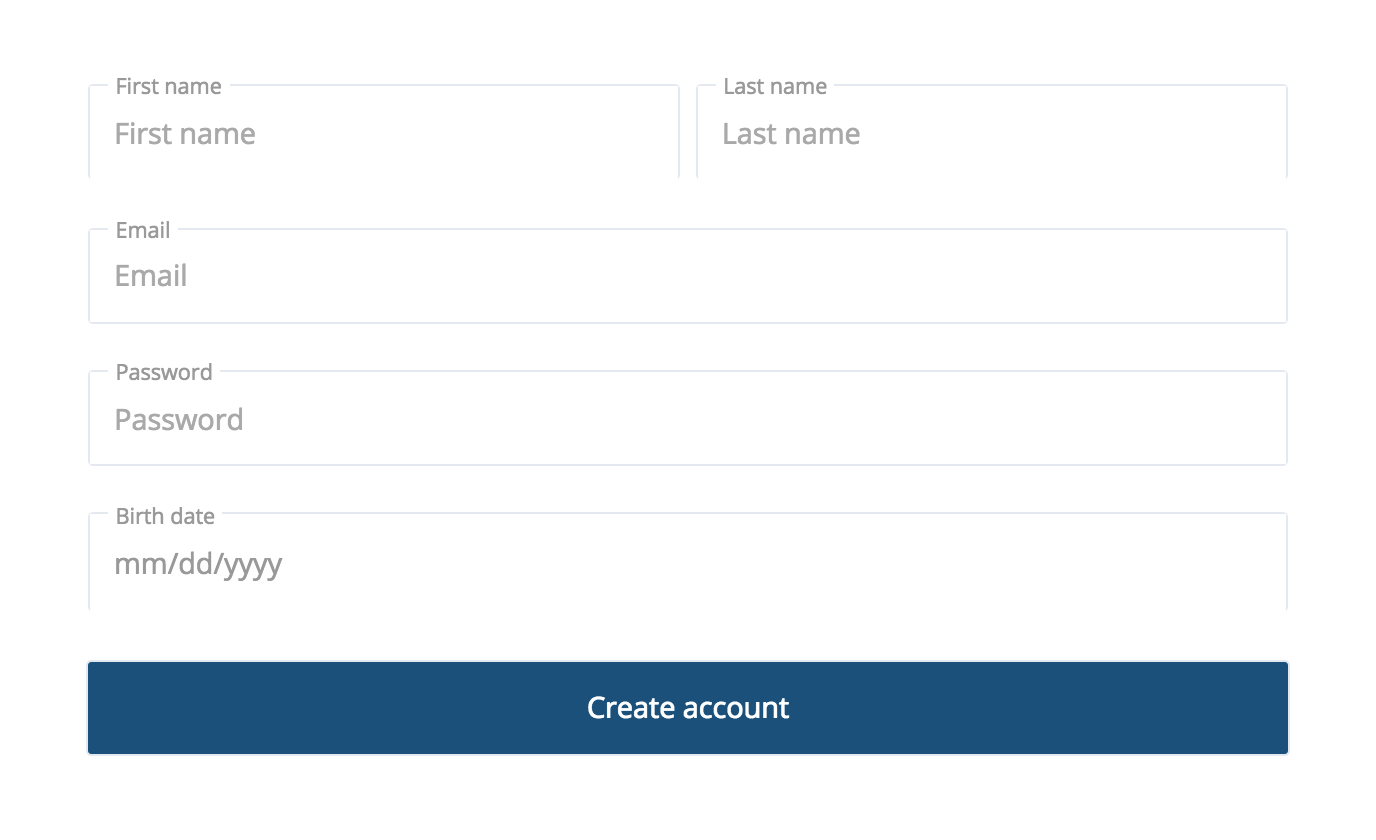 First name Last name
First name Last name
Email
Email
Password
Password
Birth date
mm/dd/yyyy
Create account